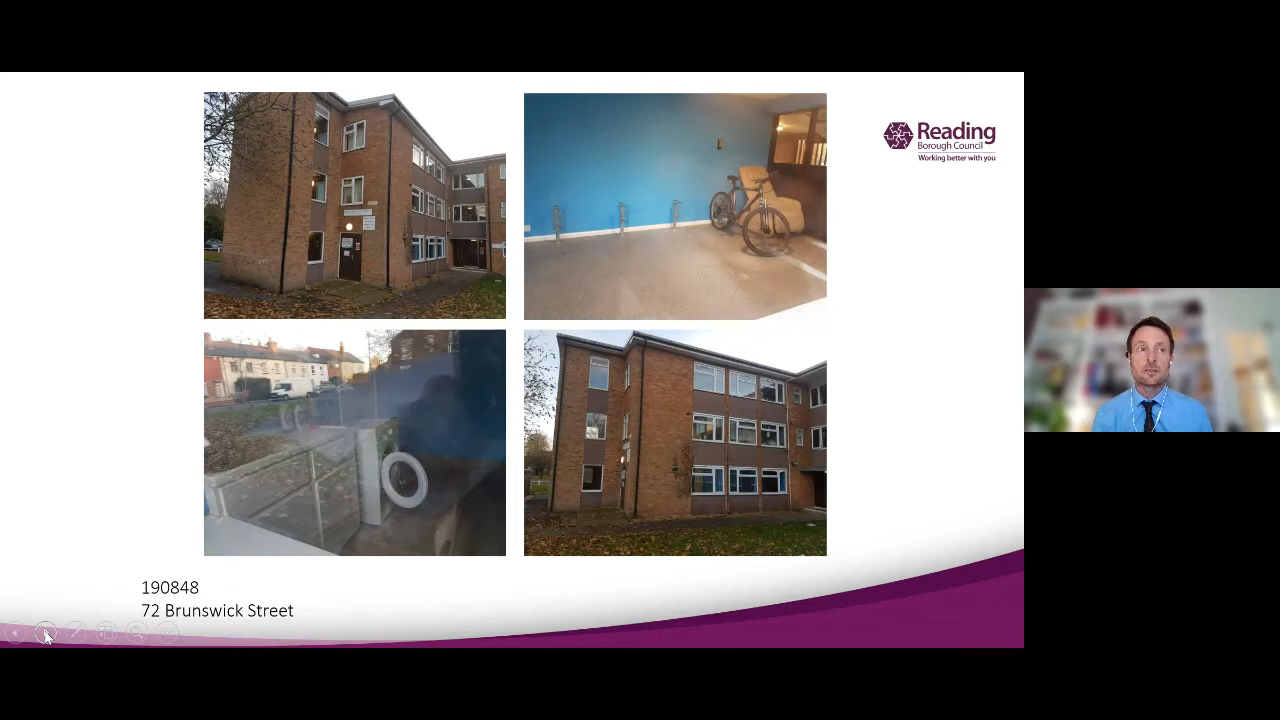 Reading
Borough Council
Working better with you
190848
72 Brunswick Street